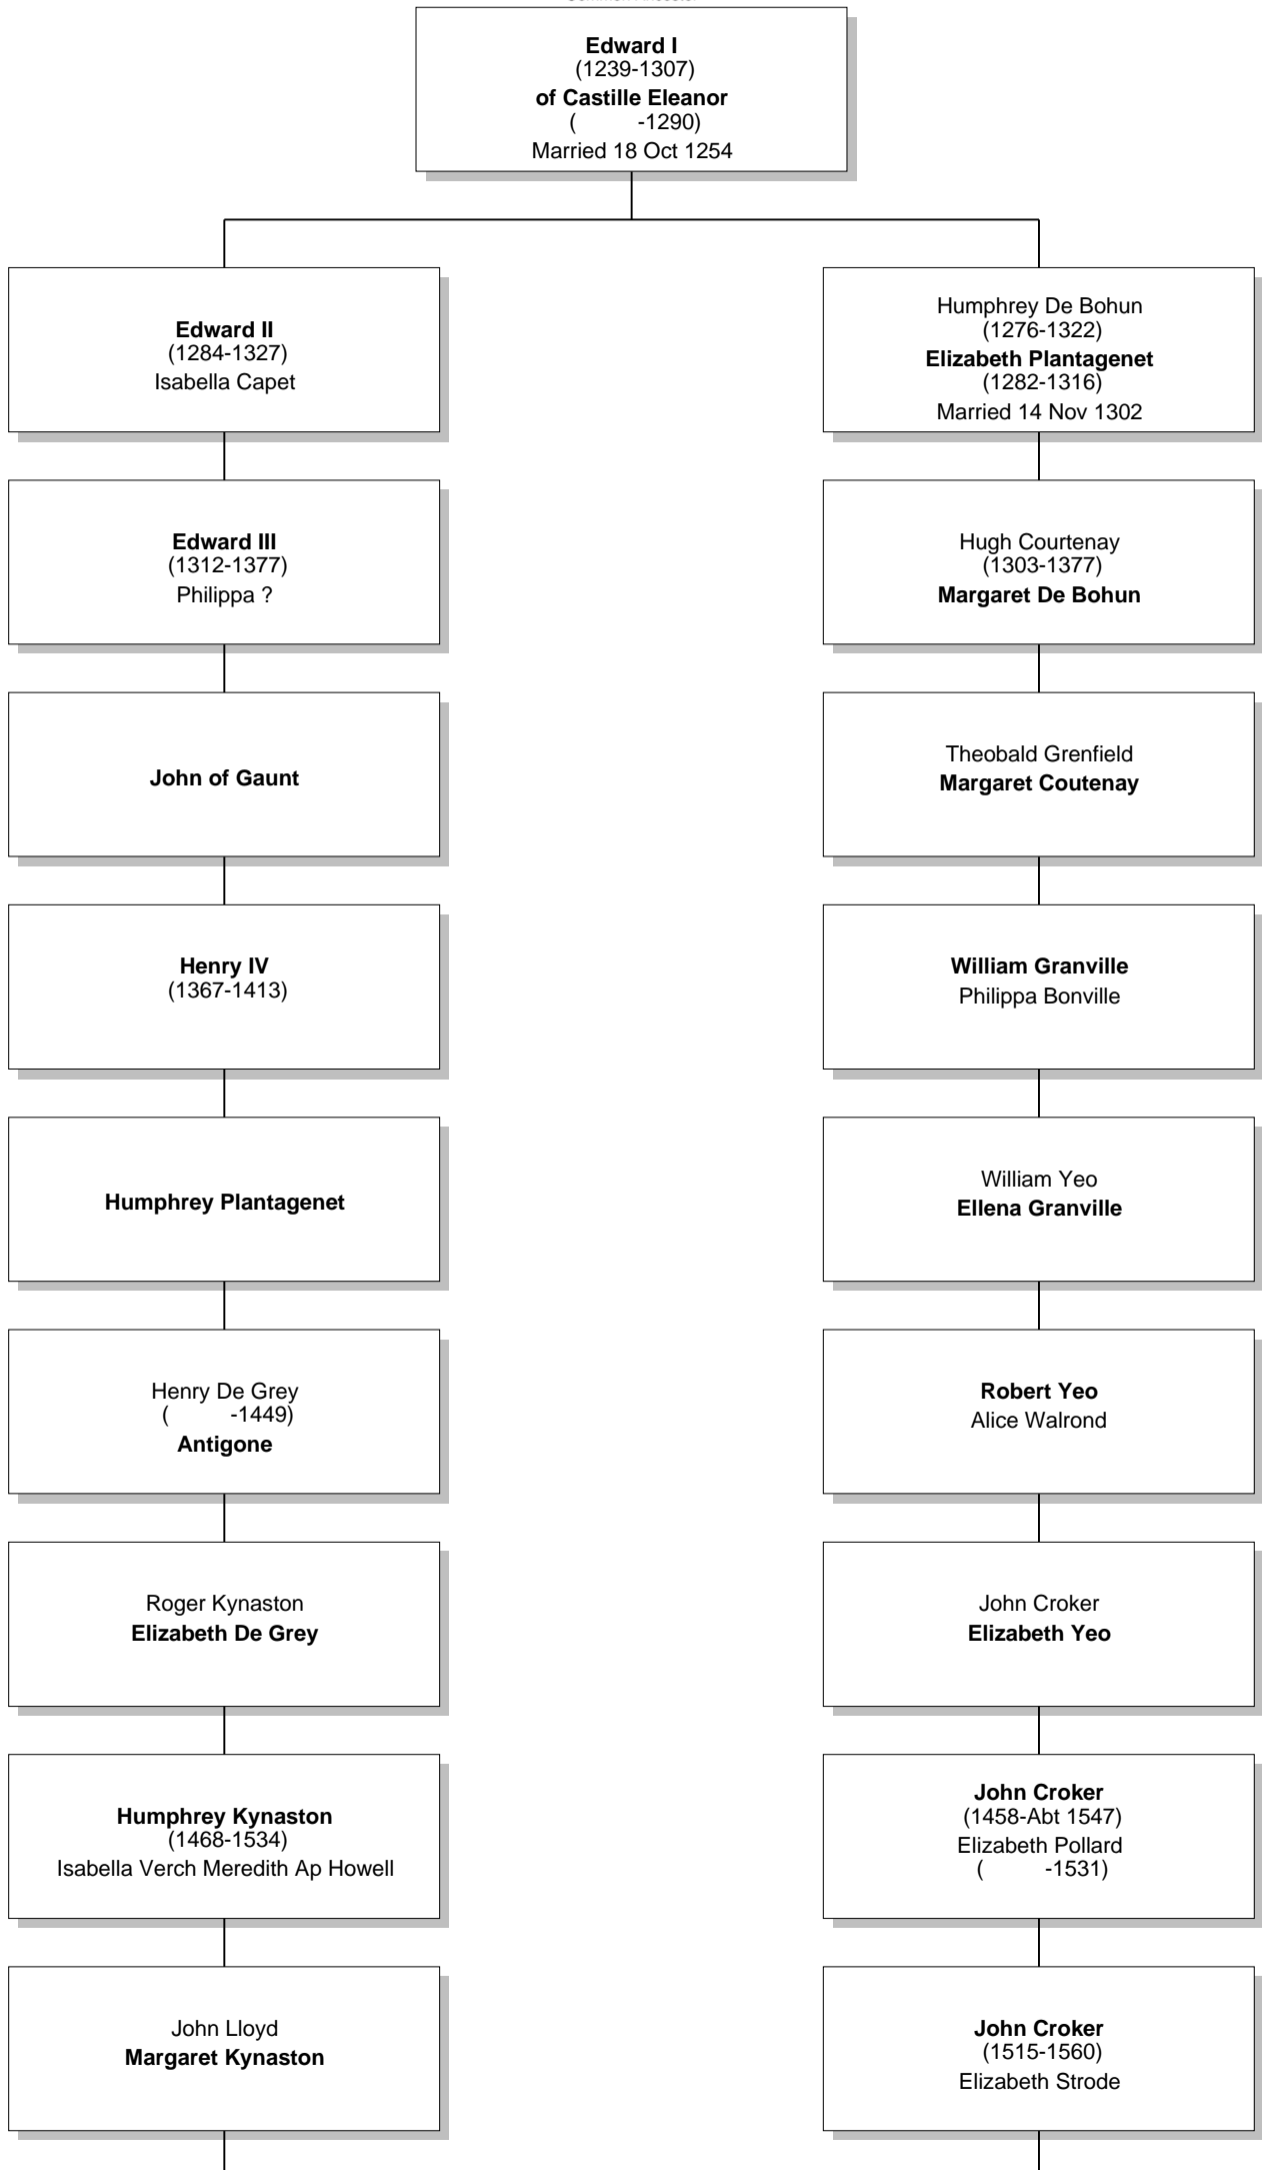 Edward I
(1239-1307)
of Castille Eleanor
( -1290)
Married 18 Oct 1254
Edward II
(1284-1327)
Isabella Capet
Humphrey De Bohun
(1276-1322)
Elizabeth Plantagenet
(1282-1316)
Married 14 Nov 1302
Edward III
(1312-1377)
Philippa ?
Hugh Courtenay
(1303-1377)
Margaret De Bohun
John of Gaunt
Theobald Grenfield
Margaret Coutenay
Henry IV
(1367-1413)
William Granville
Philippa Bonville
Humphrey Plantagenet
William Yeo
Ellena Granville
Henry De Grey
( -1449)
Antigone
Robert Yeo
Alice Walrond
Roger Kynaston
Elizabeth De Grey
John Croker
Elizabeth Yeo
Humphrey Kynaston
(1468-1534)
Isabella Verch Meredith Ap Howell
John Croker
(1458-Abt 1547)
Elizabeth Pollard
( -1531)
John Lloyd
Margaret Kynaston
John Croker
(1515-1560)
Elizabeth Strode